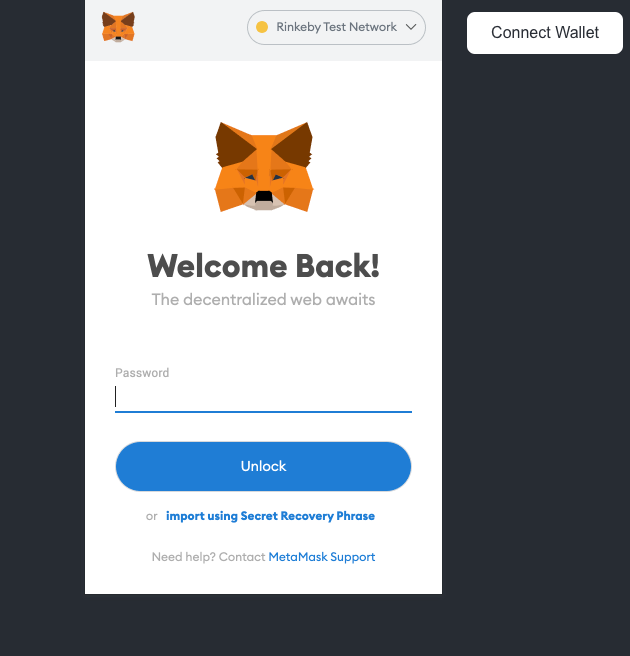 Rinkeby Test Network
Connect Wallet
Welcome Back!
The decentralized web awaits
Password
Unlock
or import using Secret Recovery Phrase
Need help? Contact MetaMask Support